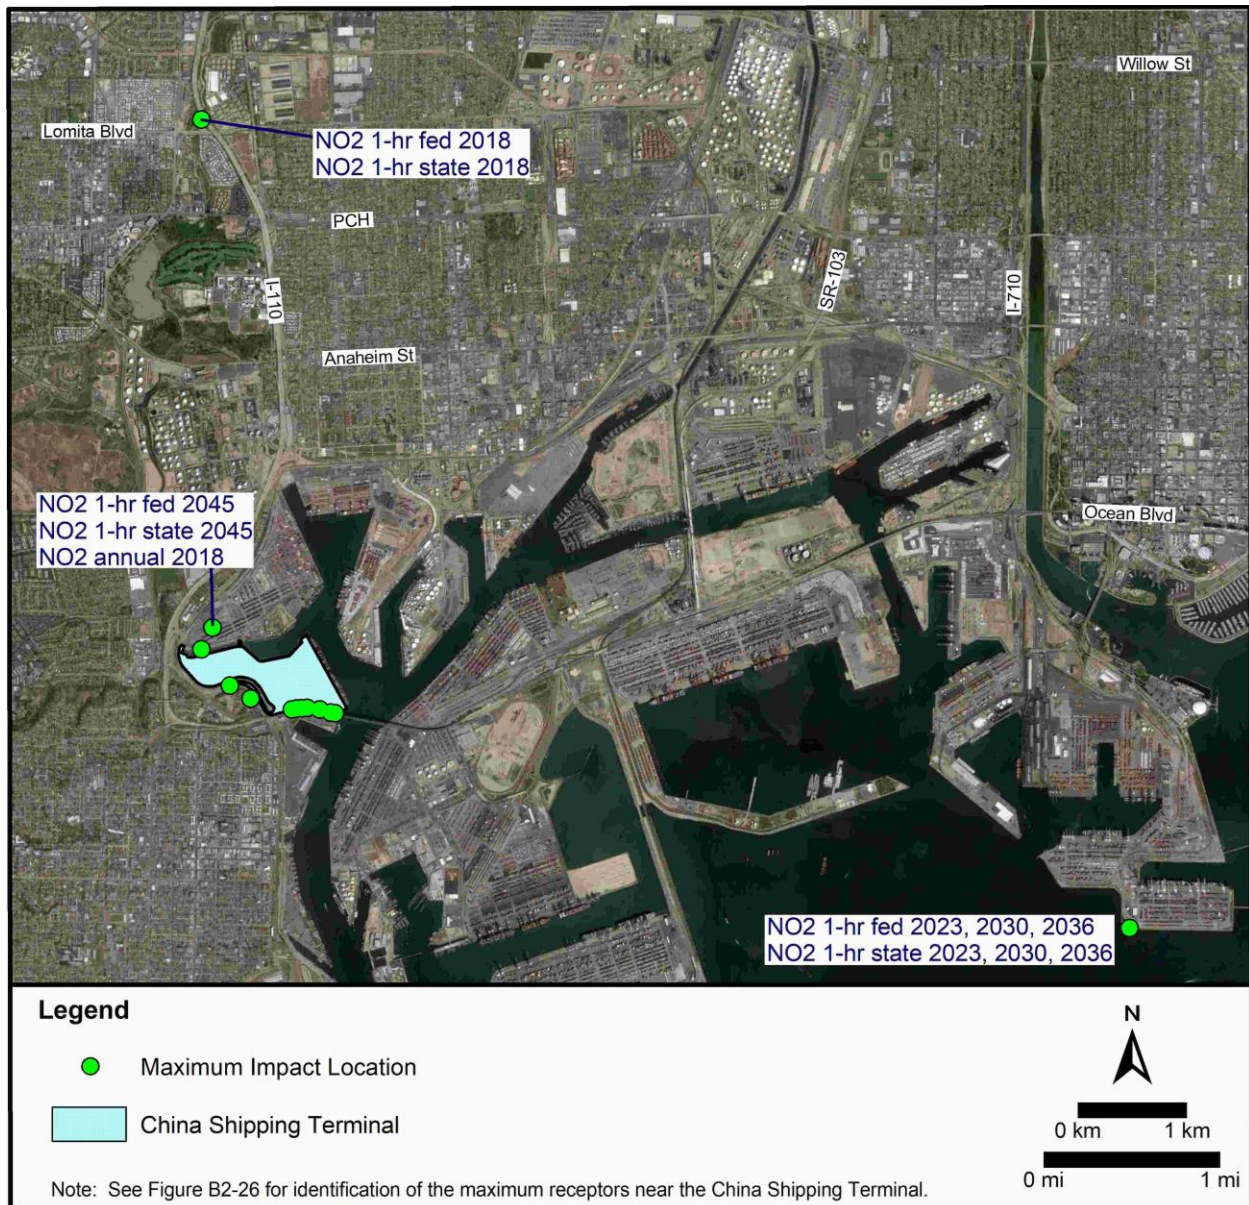 Willow St
Lomita Blvd
NO2 1-hr fed 2018
NO2 1-hr state 2018
PCH
SR-103
I-110
I-710
Anaheim St
NO2 1-hr fed 2045
NO2 1-hr state 2045
NO2 annual 2018
Ocean Blvd
NO2 1-hr fed 2023, 2030, 2036
NO2 1-hr state 2023, 2030, 2036
Legend
Maximum Impact Location
China Shipping Terminal
Note: See Figure B2-26 for identification of the maximum receptors near the China Shipping Terminal.
N
0 km 1 km
0 mi 1 mi